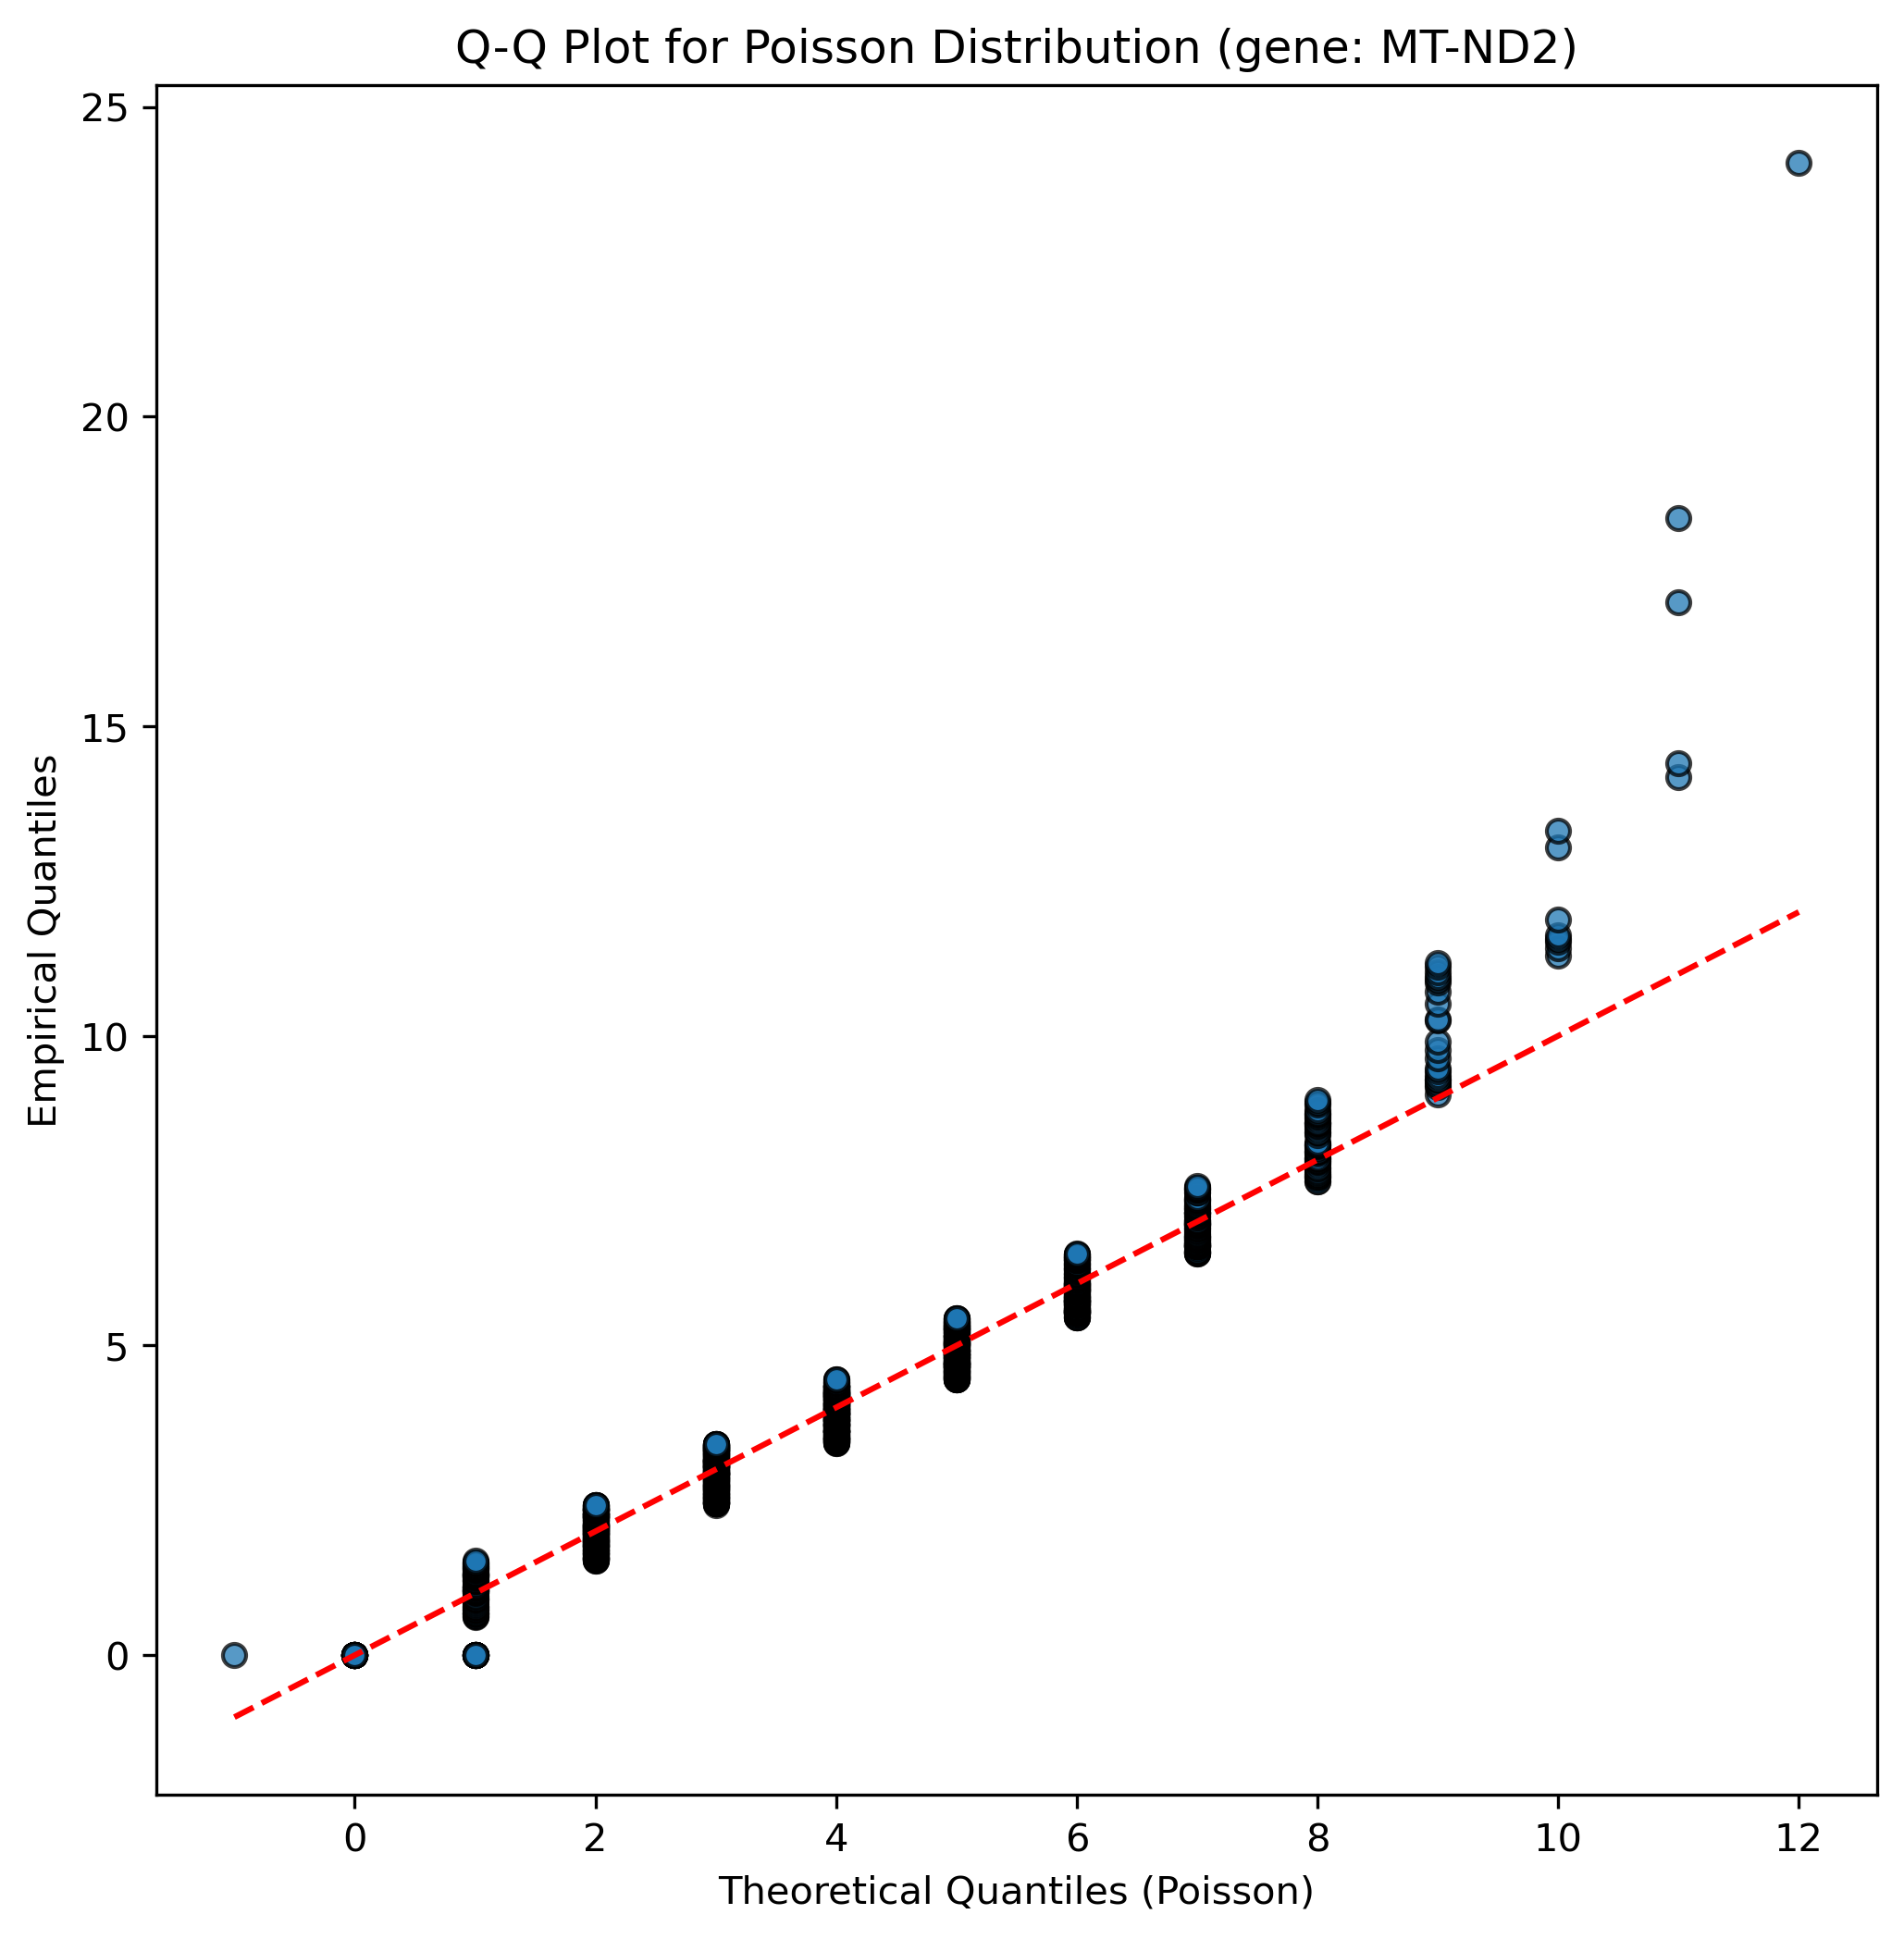 Q-Q Plot for Poisson Distribution (gene: MT-ND2)
25
20
15
10
5
0
Empirical Quantiles
0 2 4 6 8 10 12
Theoretical Quantiles (Poisson)